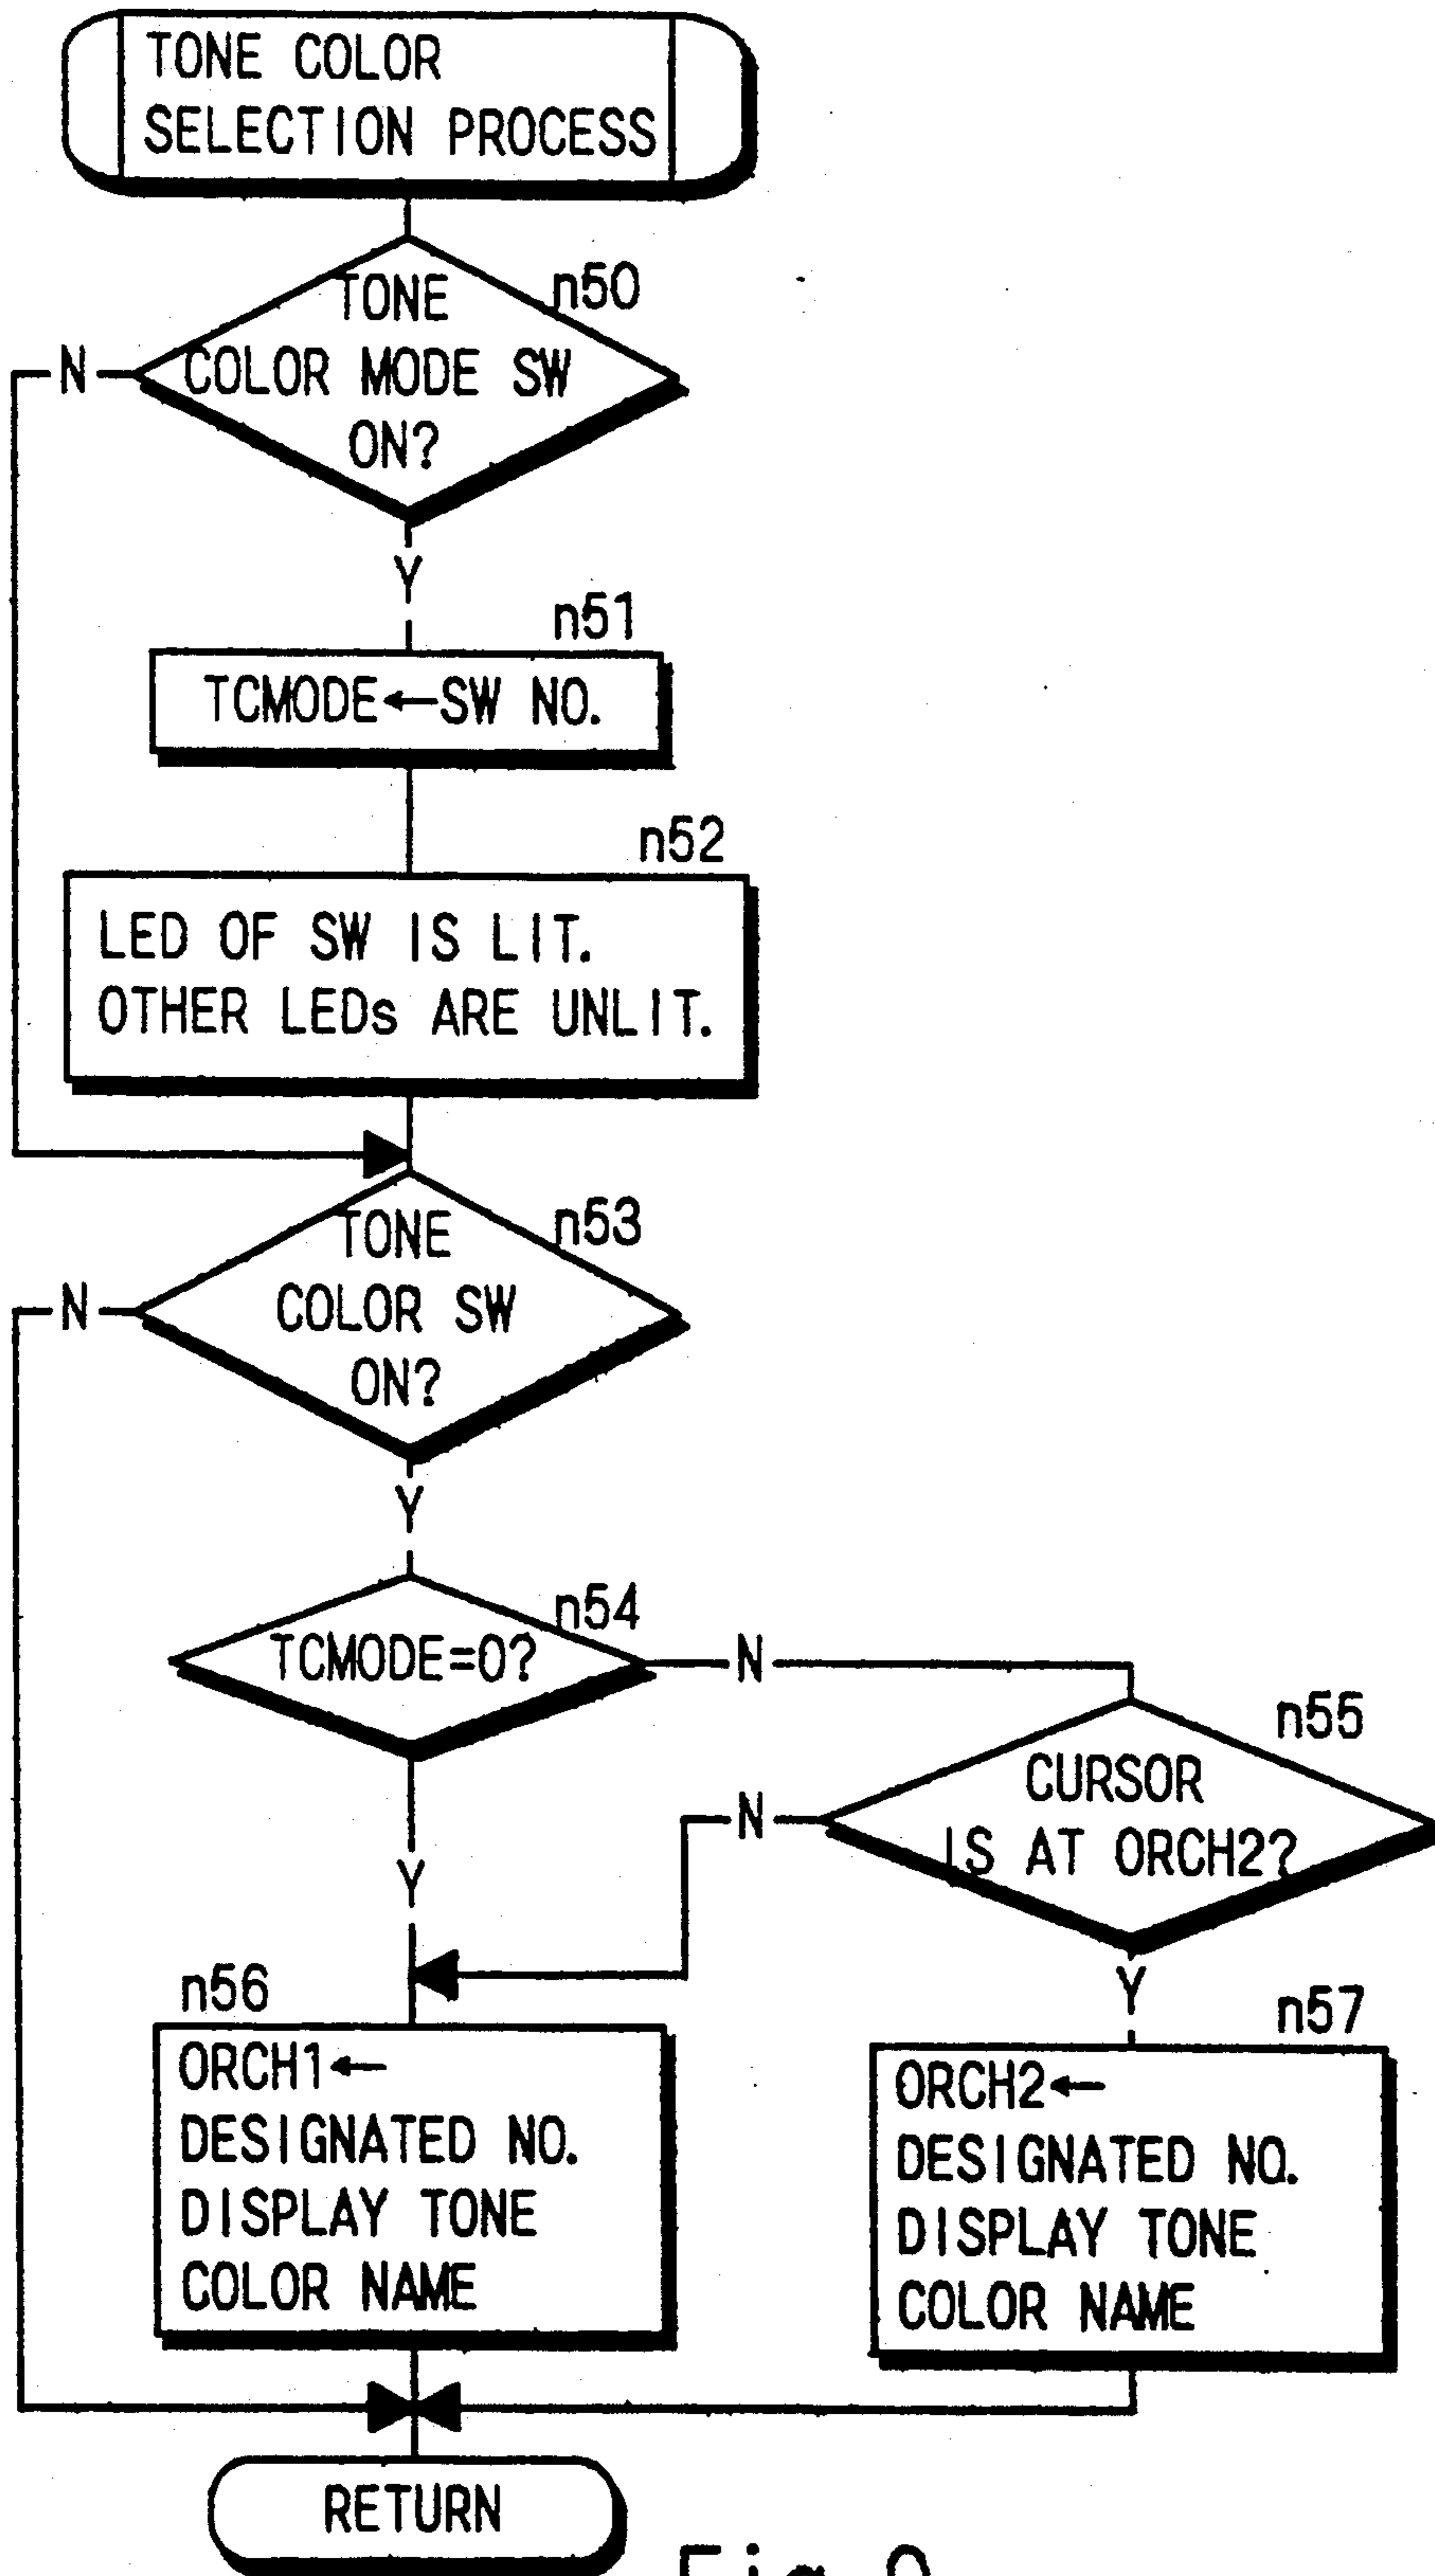 TONE COLOR
SELECTION PROCESS
n50
TONE
COLOR MODE SW
ON?
N
Y
n51
TCMODE←SW NO.
n52
LED OF SW IS LIT.
OTHER LEDs ARE UNLIT.
n53
TONE
COLOR SW
ON?
N
Y
n54
TCMODE=0?
N
Y
n55
CURSOR
IS AT ORCH2?
N
Y
n56
ORCH1←
DESIGNATED NO.
DISPLAY TONE
COLOR NAME
n57
ORCH2←
DESIGNATED NO.
DISPLAY TONE
COLOR NAME
RETURN